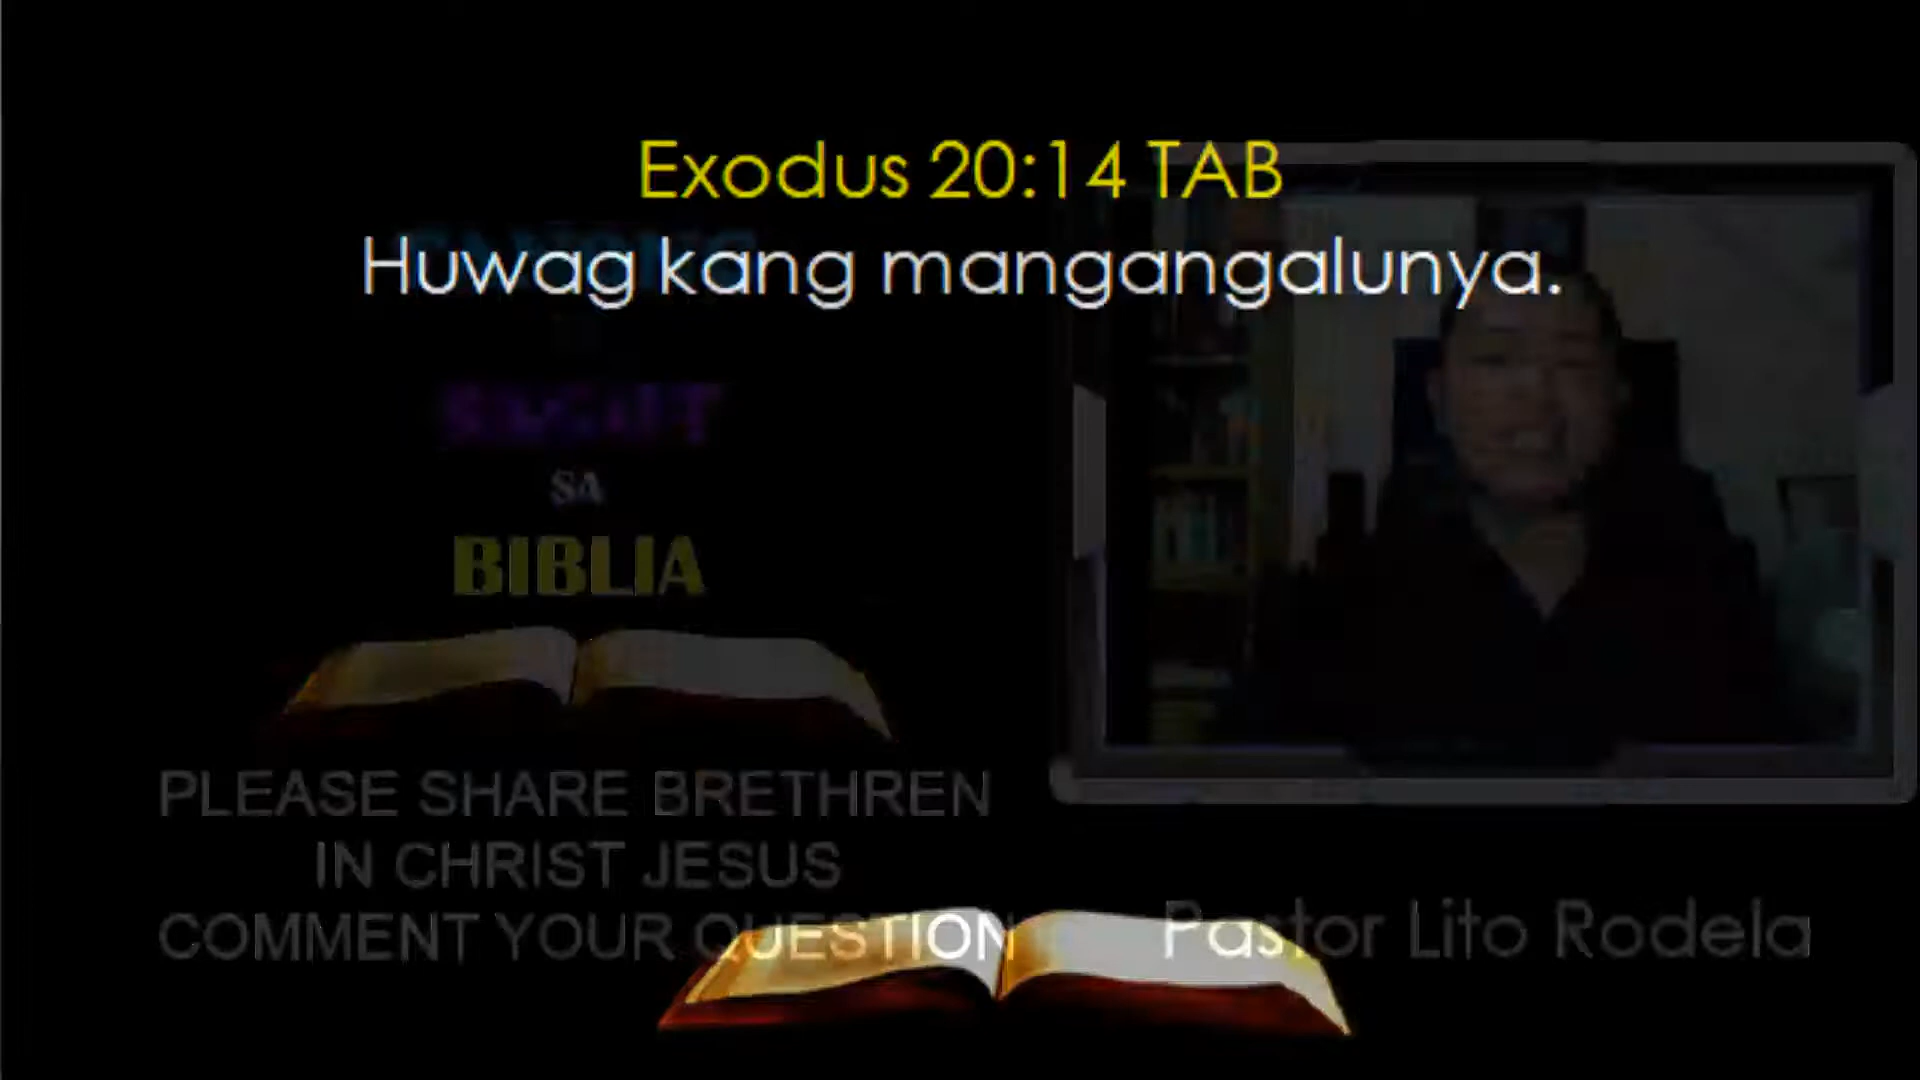 Exodus 20:14 TAB
Huwag kang mangangalunya.
SA
BIBLIA
PLEASE SHARE BRETHREN
IN CHRIST JESUS
COMMENT YOUR QUESTION
Pastor Lito Rodela